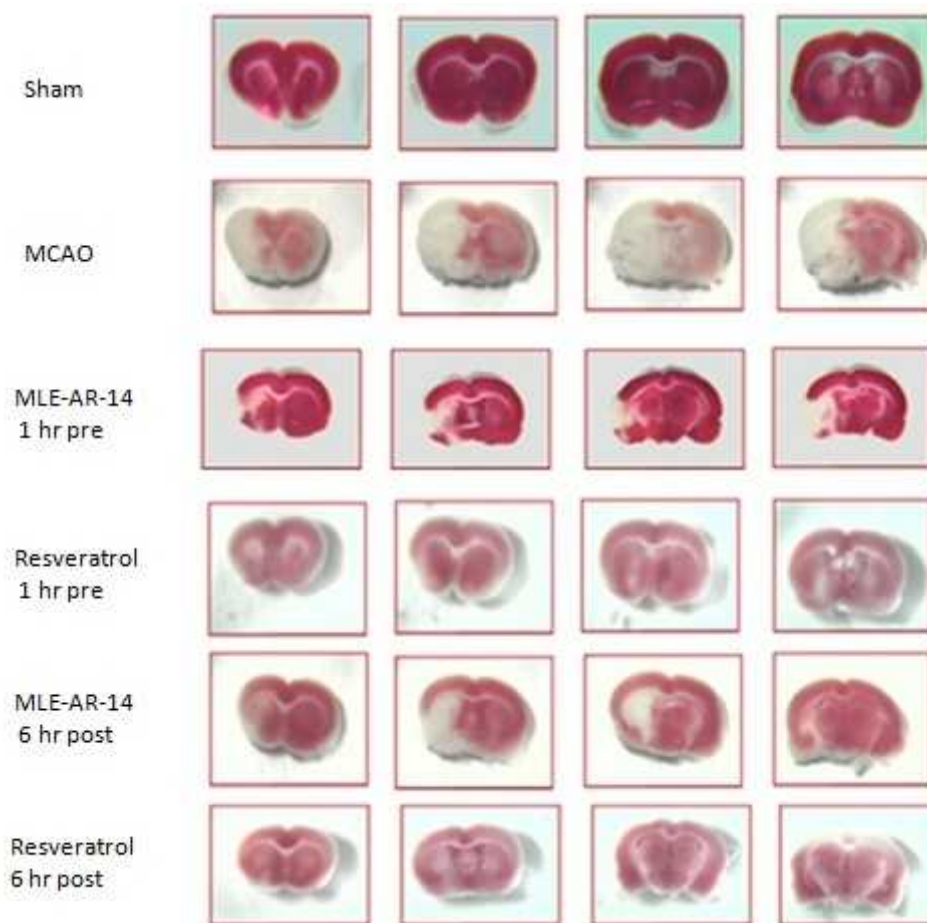 Sham
MCAO
MLE-AR-14
1 hr pre
Resveratrol
1 hr pre
MLE-AR-14
6 hr post
Resveratrol
6 hr post